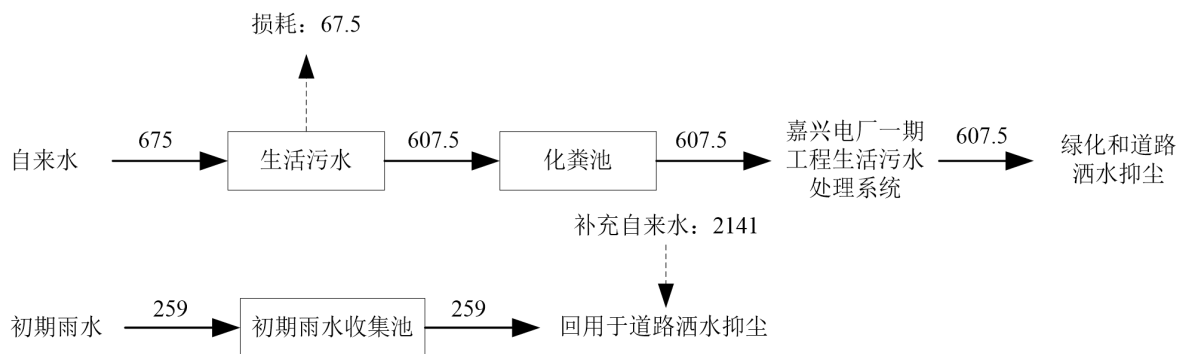 损耗：67.5
675
607.5
607.5
607.5
自来水
生活污水
化粪池
嘉兴电厂一期
工程生活污水
处理系统
绿化和道路
洒水抑尘
补充自来水：2141
259
259
初期雨水
初期雨水收集池
回用于道路洒水抑尘